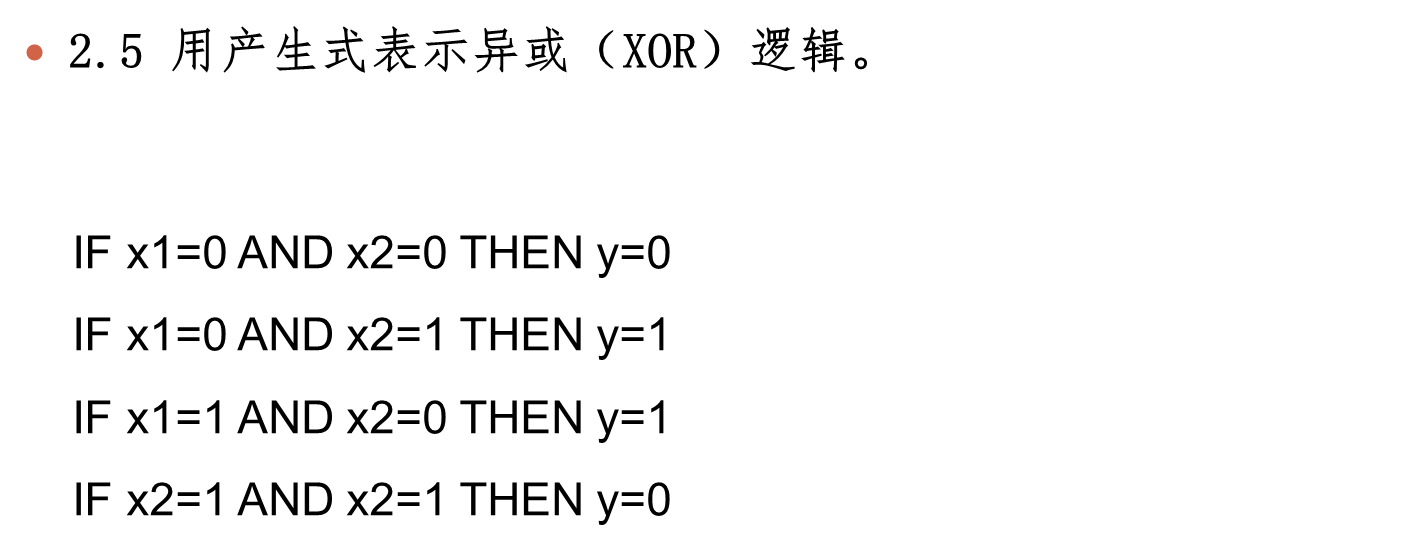 • 2.5 用产生式表示异或（XOR）逻辑。
IF x1=0 AND x2=0 THEN y=0
IF x1=0 AND x2=1 THEN y=1
IF x1=1 AND x2=0 THEN y=1
IF x2=1 AND x2=1 THEN y=0